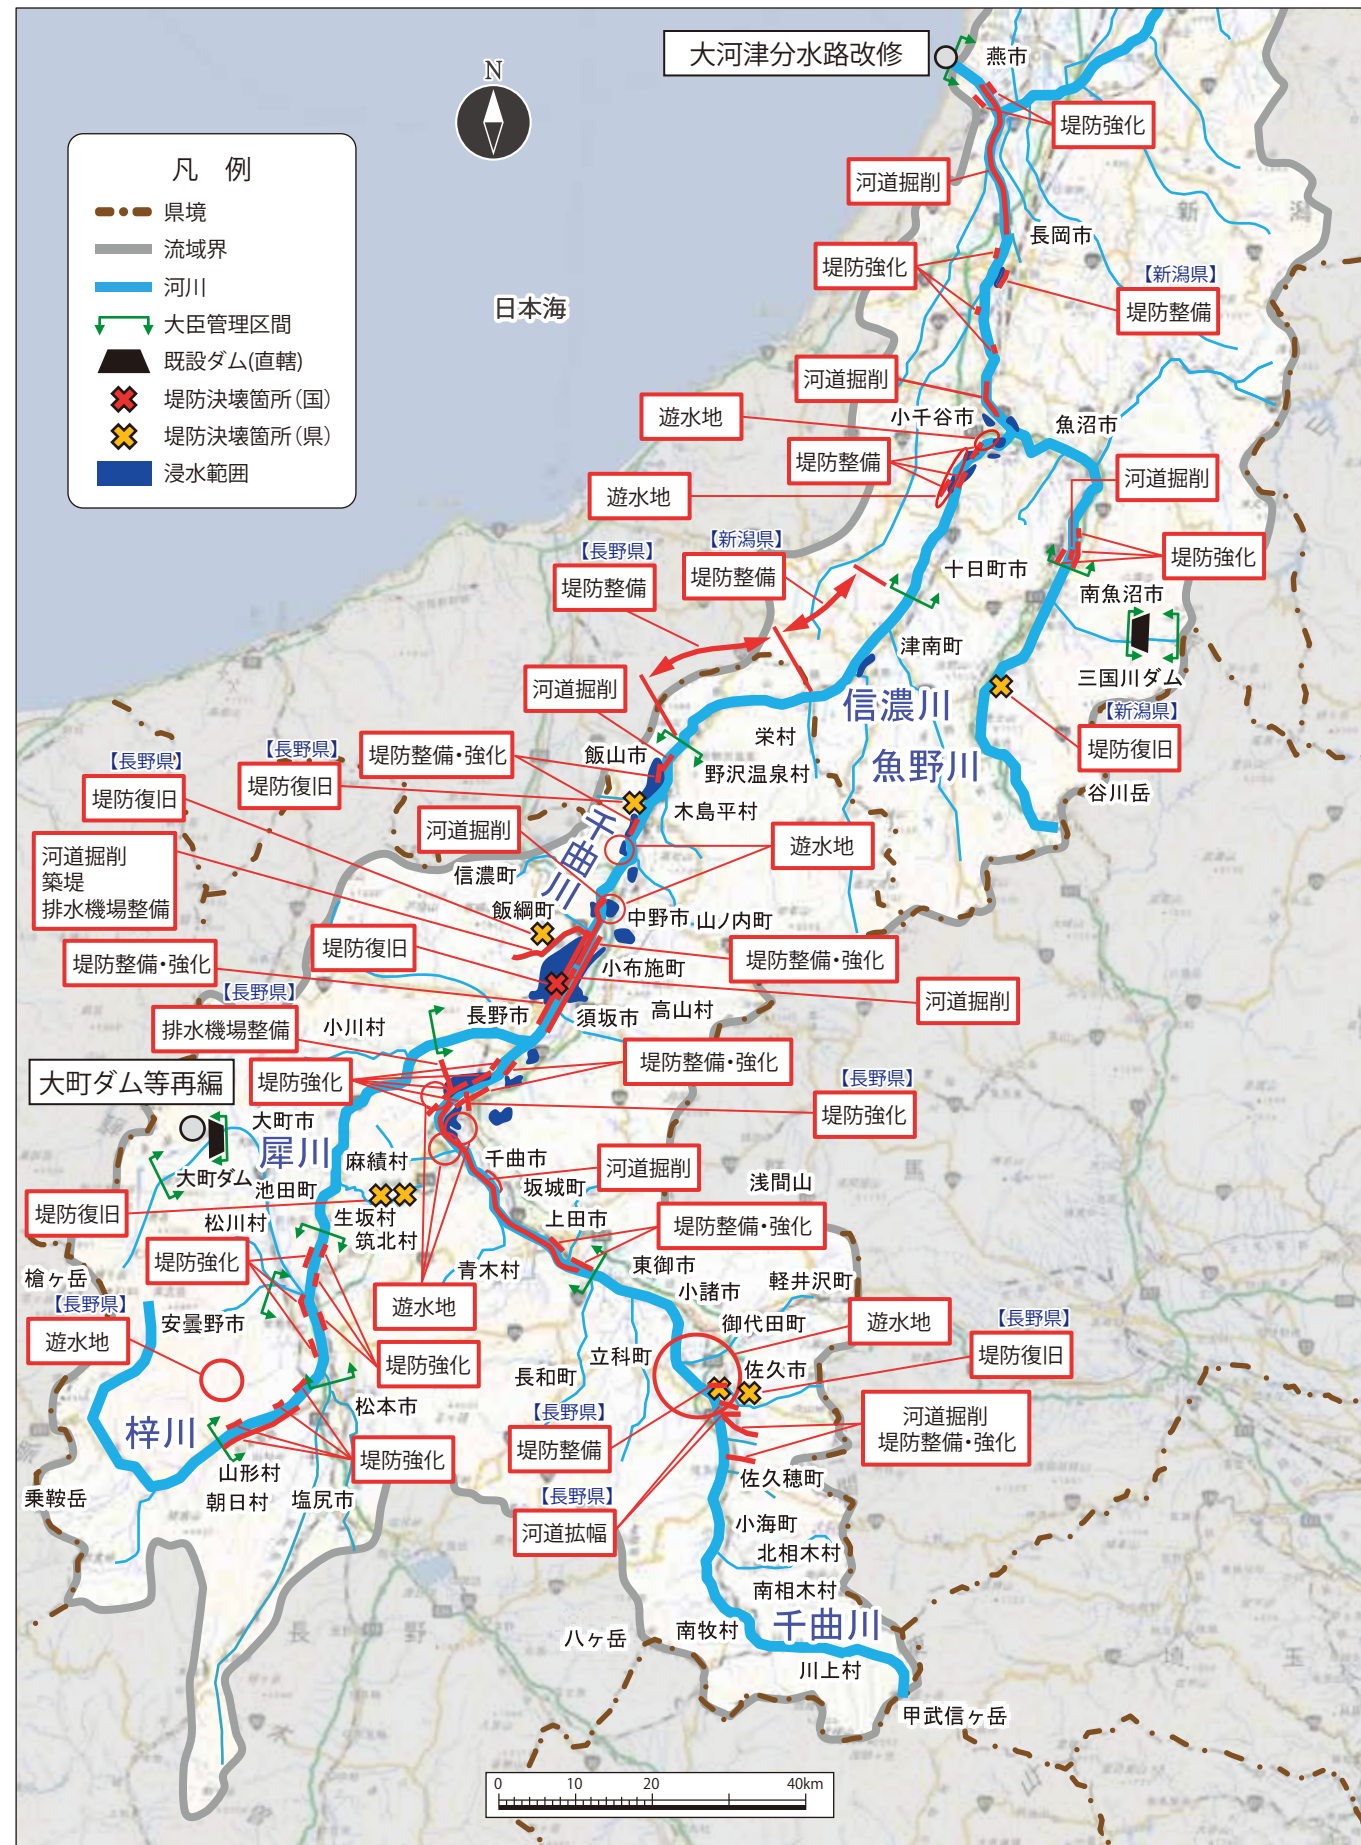 大河津分水路改修
燕市
N
堤防強化
凡 例
県境
流域界
河川
大臣管理区間
既設ダム(直轄)
堤防決壊箇所(国)
堤防決壊箇所(県)
浸水範囲
河道掘削
新 潟
長岡市
堤防強化
【新潟県】
堤防整備
日本海
河道掘削
遊水地
小千谷市
魚沼市
堤防整備
河道掘削
遊水地
【長野県】
堤防整備
【新潟県】
堤防整備
十日町市
堤防強化
南魚沼市
三国川ダム
津南町
河道掘削
信濃川
魚野川
栄村
【新潟県】
堤防復旧
谷川岳
【長野県】
堤防復旧
【長野県】
堤防復旧
堤防整備・強化
飯山市
野沢温泉村
木島平村
河道掘削
千曲川
遊水地
河道掘削
築堤
排水機場整備
信濃町
飯綱町
中野市
山ノ内町
堤防復旧
堤防整備・強化
堤防整備・強化
小布施町
河道掘削
【長野県】
排水機場整備
小川村
長野市
須坂市
高山村
大町ダム等再編
堤防強化
堤防整備・強化
【長野県】
堤防強化
大町市
犀川
麻績村
千曲市
河道掘削
大町ダム
池田町
坂城町
浅間山
馬
堤防復旧
松川村
生坂村
筑北村
上田市
堤防整備・強化
堤防強化
青木村
東御市
槍ヶ岳
小諸市
軽井沢町
【長野県】
遊水地
安曇野市
遊水地
御代田町
遊水地
【長野県】
堤防復旧
堤防強化
長和町
立科町
佐久市
松本市
梓川
【長野県】
堤防整備
河道掘削
堤防整備・強化
堤防強化
山形村
佐久穂町
乗鞍岳
朝日村
塩尻市
【長野県】
河道拡幅
小海町
北相木村
南相木村
長 野
八ヶ岳
南牧村
千曲川
川上村
埼 玉
甲武信ヶ岳
0 10 20 40km